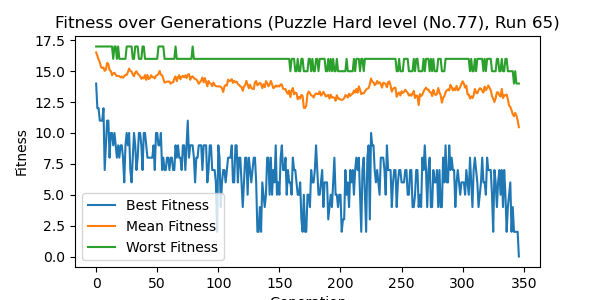 Fitness over Generations (Puzzle Hard level (No.77), Run 65)
17.5
15.0
12.5
10.0
7.5
5.0
2.5
0.0
Fitness
Best Fitness
Mean Fitness
Worst Fitness
0 50 100 150 200 250 300 350
Generation